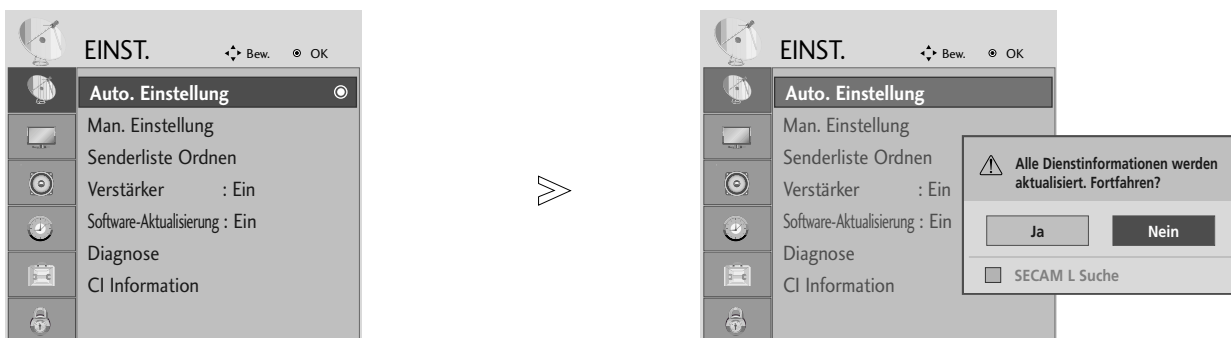 EINST. Bew. OK
Auto. Einstellung
Man. Einstellung
Senderliste Ordnen
Verstärker : Ein
Software-Aktualisierung : Ein
Diagnose
CI Information
EINST. Bew. OK
Auto. Einstellung
Man. Einstellung
Senderliste Ordnen
Verstärker : Ein
Software-Aktualisierung : Ein
Diagnose
CI Information
Alle Dienstinformationen werden
aktualisiert. Fortfahren?
Ja Nein
SECAM L Suche